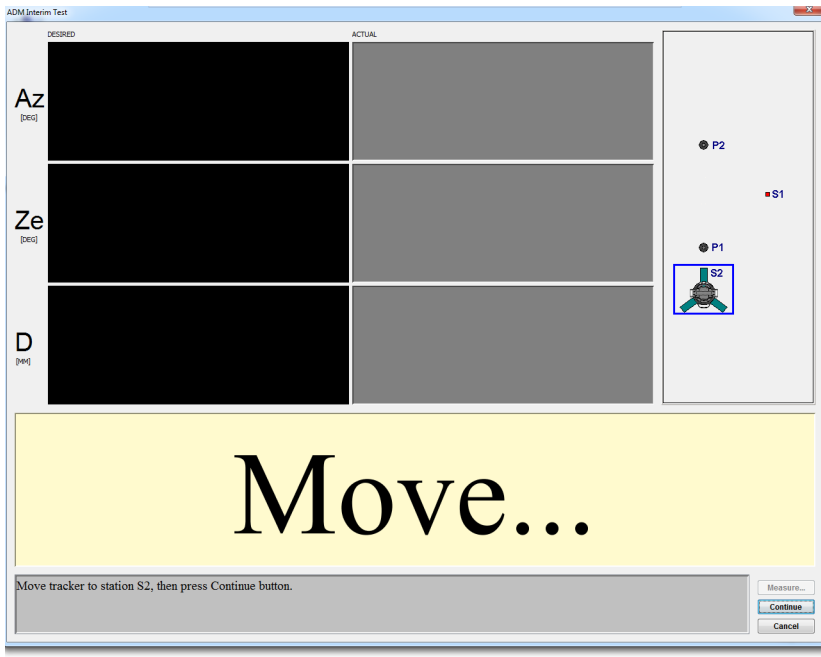 ADM Interim Test
DESIRED
ACTUAL
Az
[DEG]
Ze
[DEG]
D
[MM]
P2
S1
P1
S2
Move...
Move tracker to station S2, then press Continue button.
Measure...
Continue
Cancel